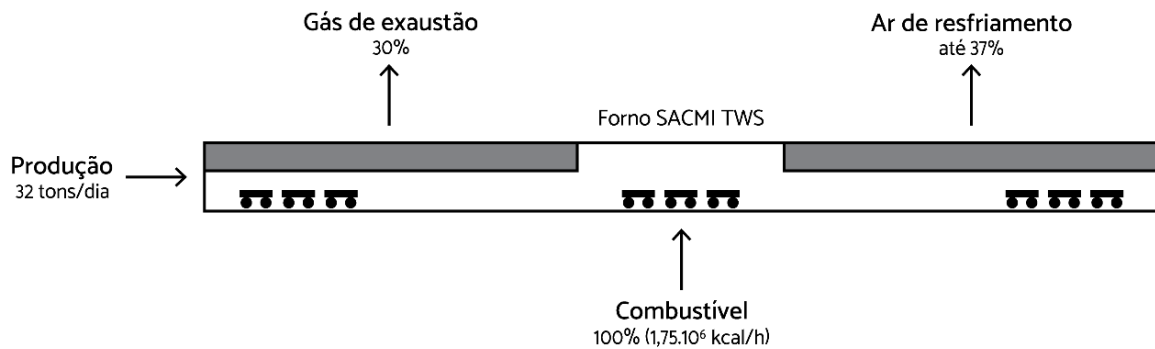 Gás de exaustão
30%
Ar de resfriamento
até 37%
Forno SACMI TWS
Produção
32 tons/dia
Combustível
100% (1,75.10⁶ kcal/h)